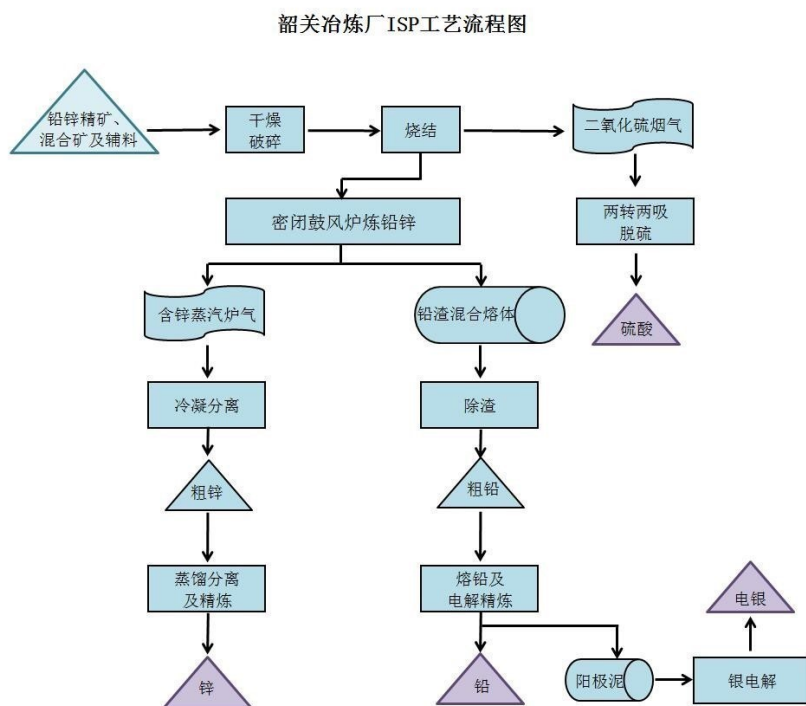 韶关冶炼厂ISP工艺流程图
铅锌精矿、
混合矿及辅料
干燥
破碎
烧结
二氧化硫烟气
密闭鼓风炉炼铅锌
两转两吸
脱硫
含锌蒸汽炉气
铅渣混合熔体
硫酸
冷凝分离
除渣
粗锌
粗铅
蒸馏分离
及精炼
熔铅及
电解精炼
电银
锌
铅
阳极泥
银电解